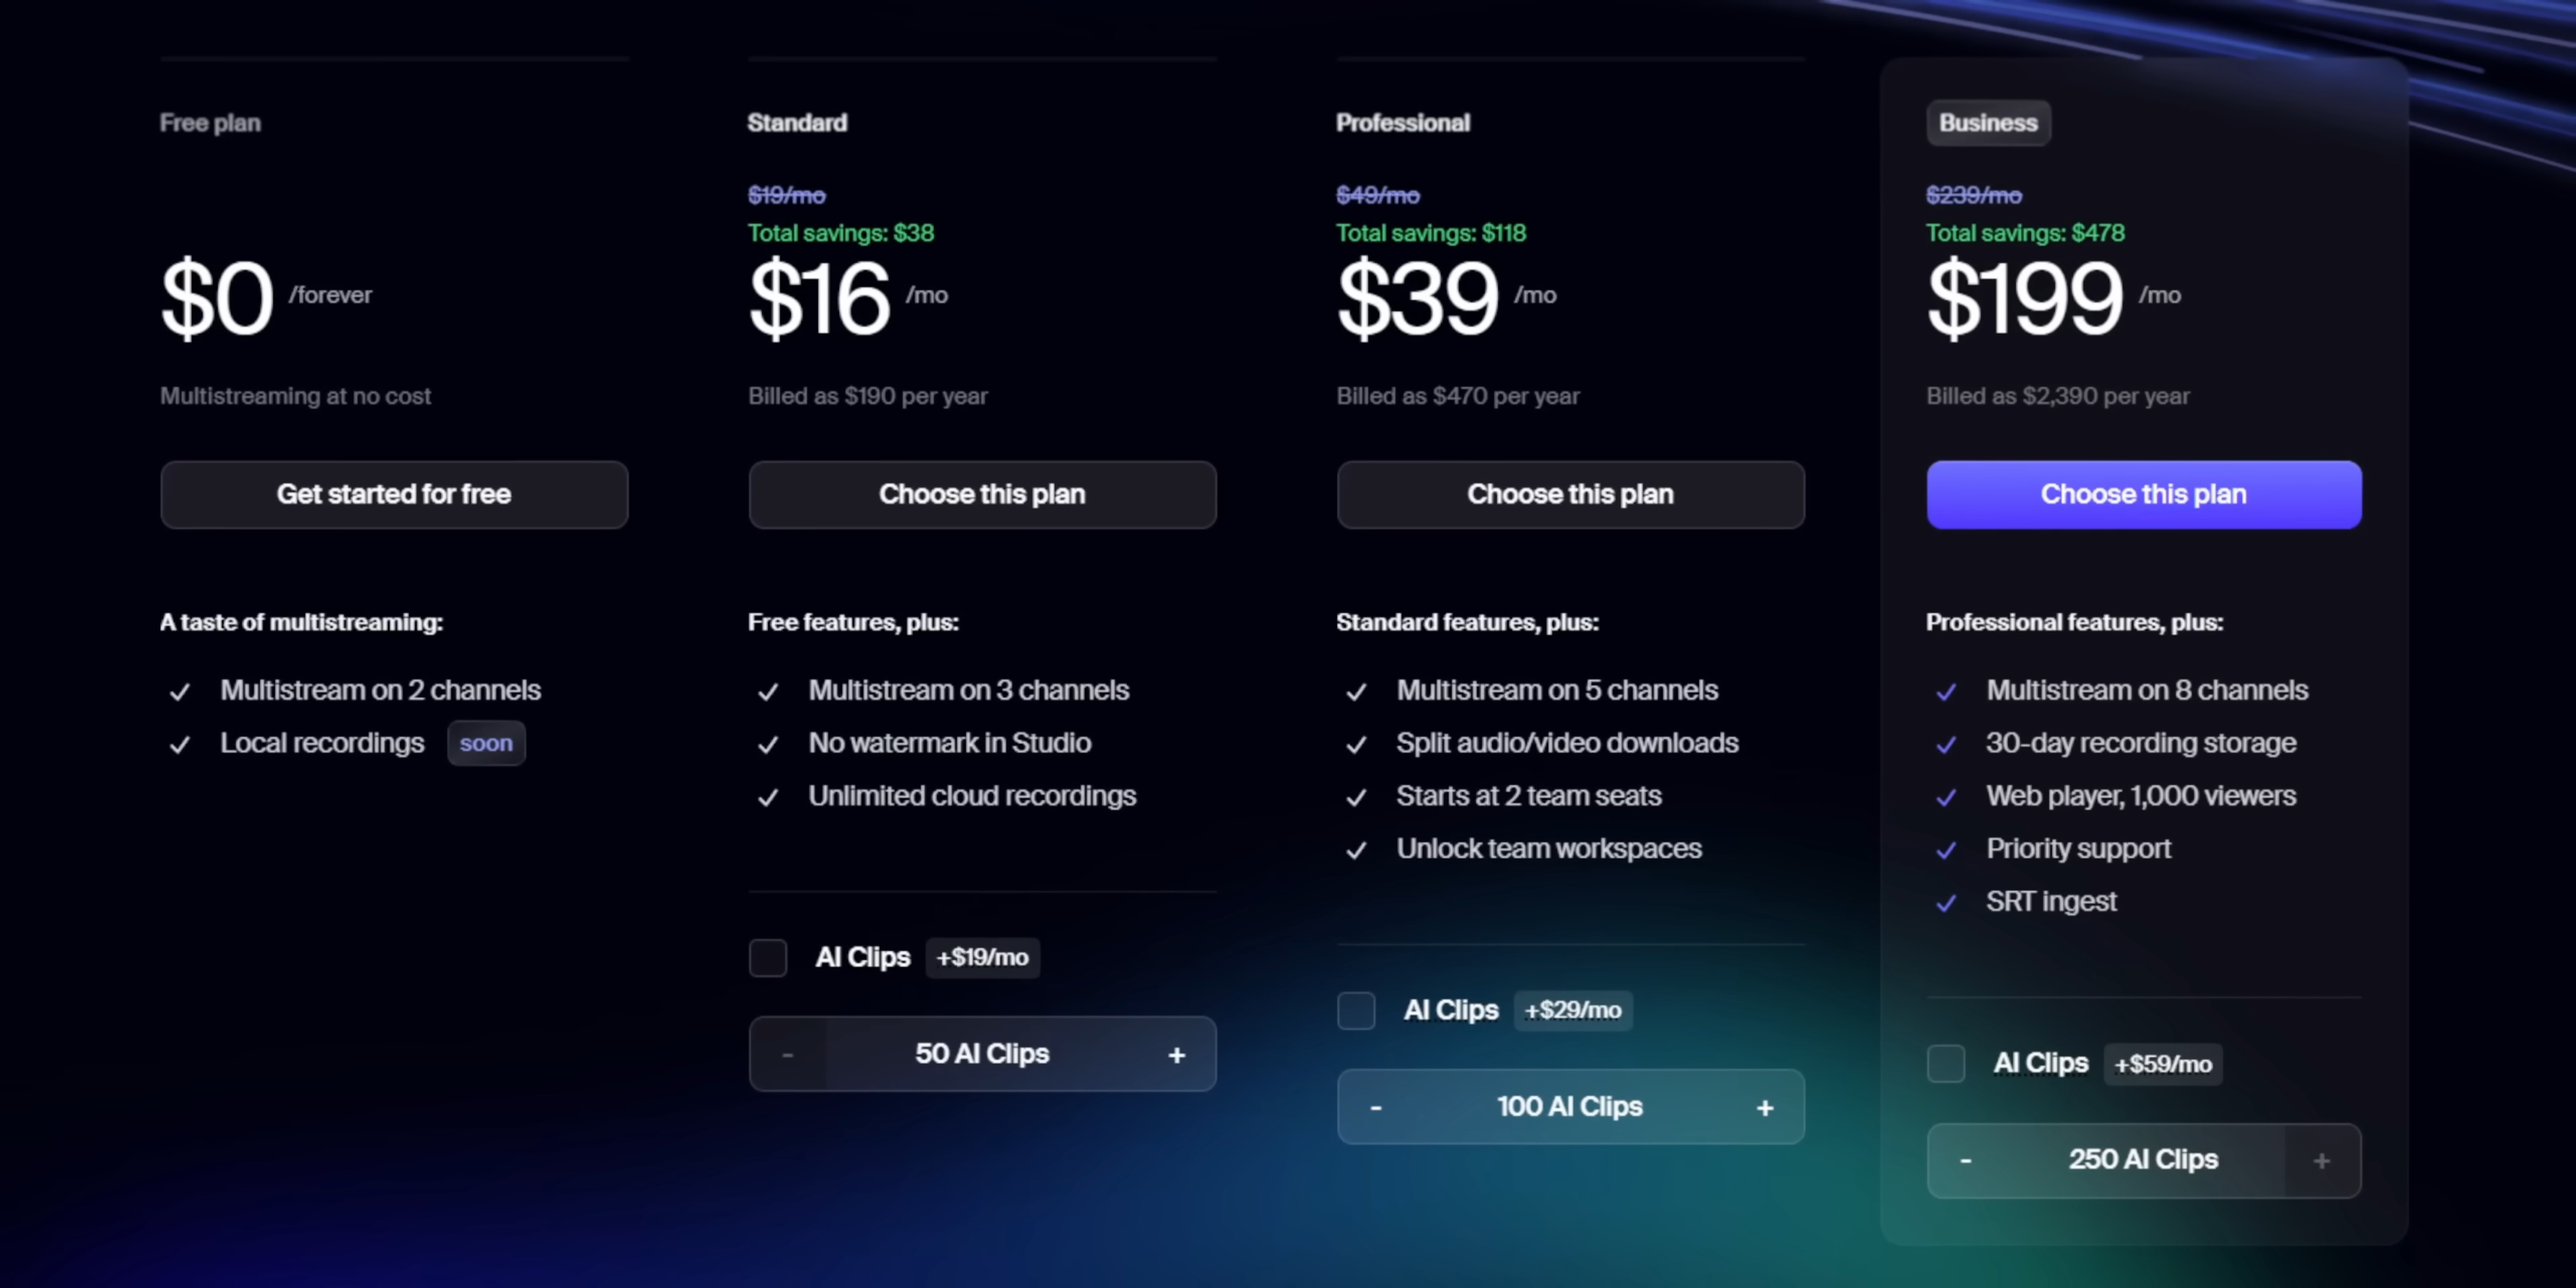 Free plan
$0 /forever
Multistreaming at no cost
Get started for free
A taste of multistreaming:
Multistream on 2 channels
Local recordings soon
Standard
$19/mo
Total savings: $38
$16 /mo
Billed as $190 per year
Choose this plan
Free features, plus:
Multistream on 3 channels
No watermark in Studio
Unlimited cloud recordings
AI Clips +$19/mo
- 50 AI Clips +
Professional
$49/mo
Total savings: $118
$39 /mo
Billed as $470 per year
Choose this plan
Standard features, plus:
Multistream on 5 channels
Split audio/video downloads
Starts at 2 team seats
Unlock team workspaces
AI Clips +$29/mo
- 100 AI Clips +
Business
$239/mo
Total savings: $478
$199 /mo
Billed as $2,390 per year
Choose this plan
Professional features, plus:
Multistream on 8 channels
30-day recording storage
Web player, 1,000 viewers
Priority support
SRT ingest
AI Clips +$59/mo
- 250 AI Clips +